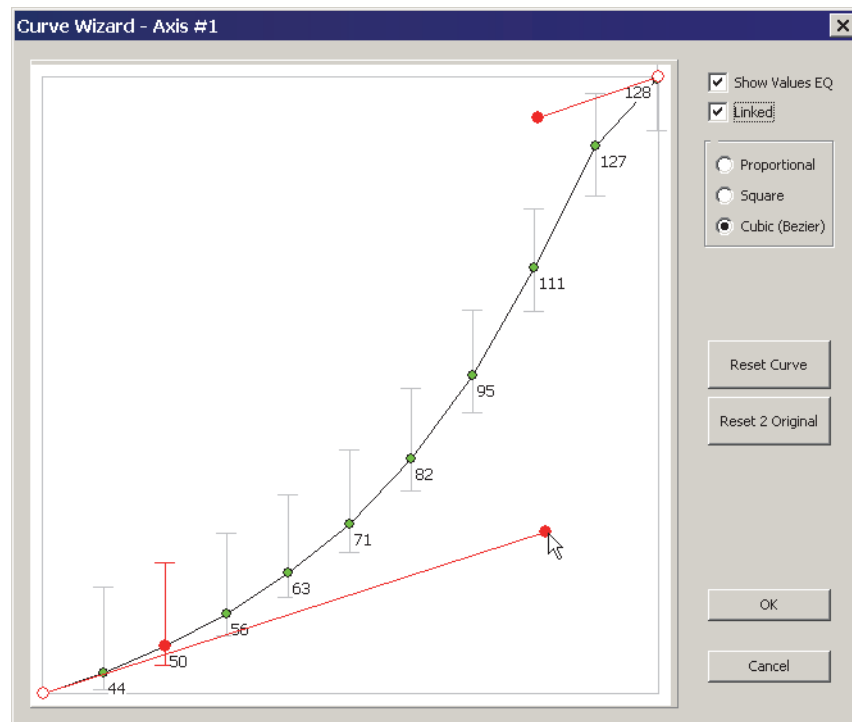 Curve Wizard - Axis #1
128
127
111
95
82
71
63
56
50
44
Show Values EQ
Linked
Proportional
Square
Cubic (Bezier)
Reset Curve
Reset 2 Original
OK
Cancel